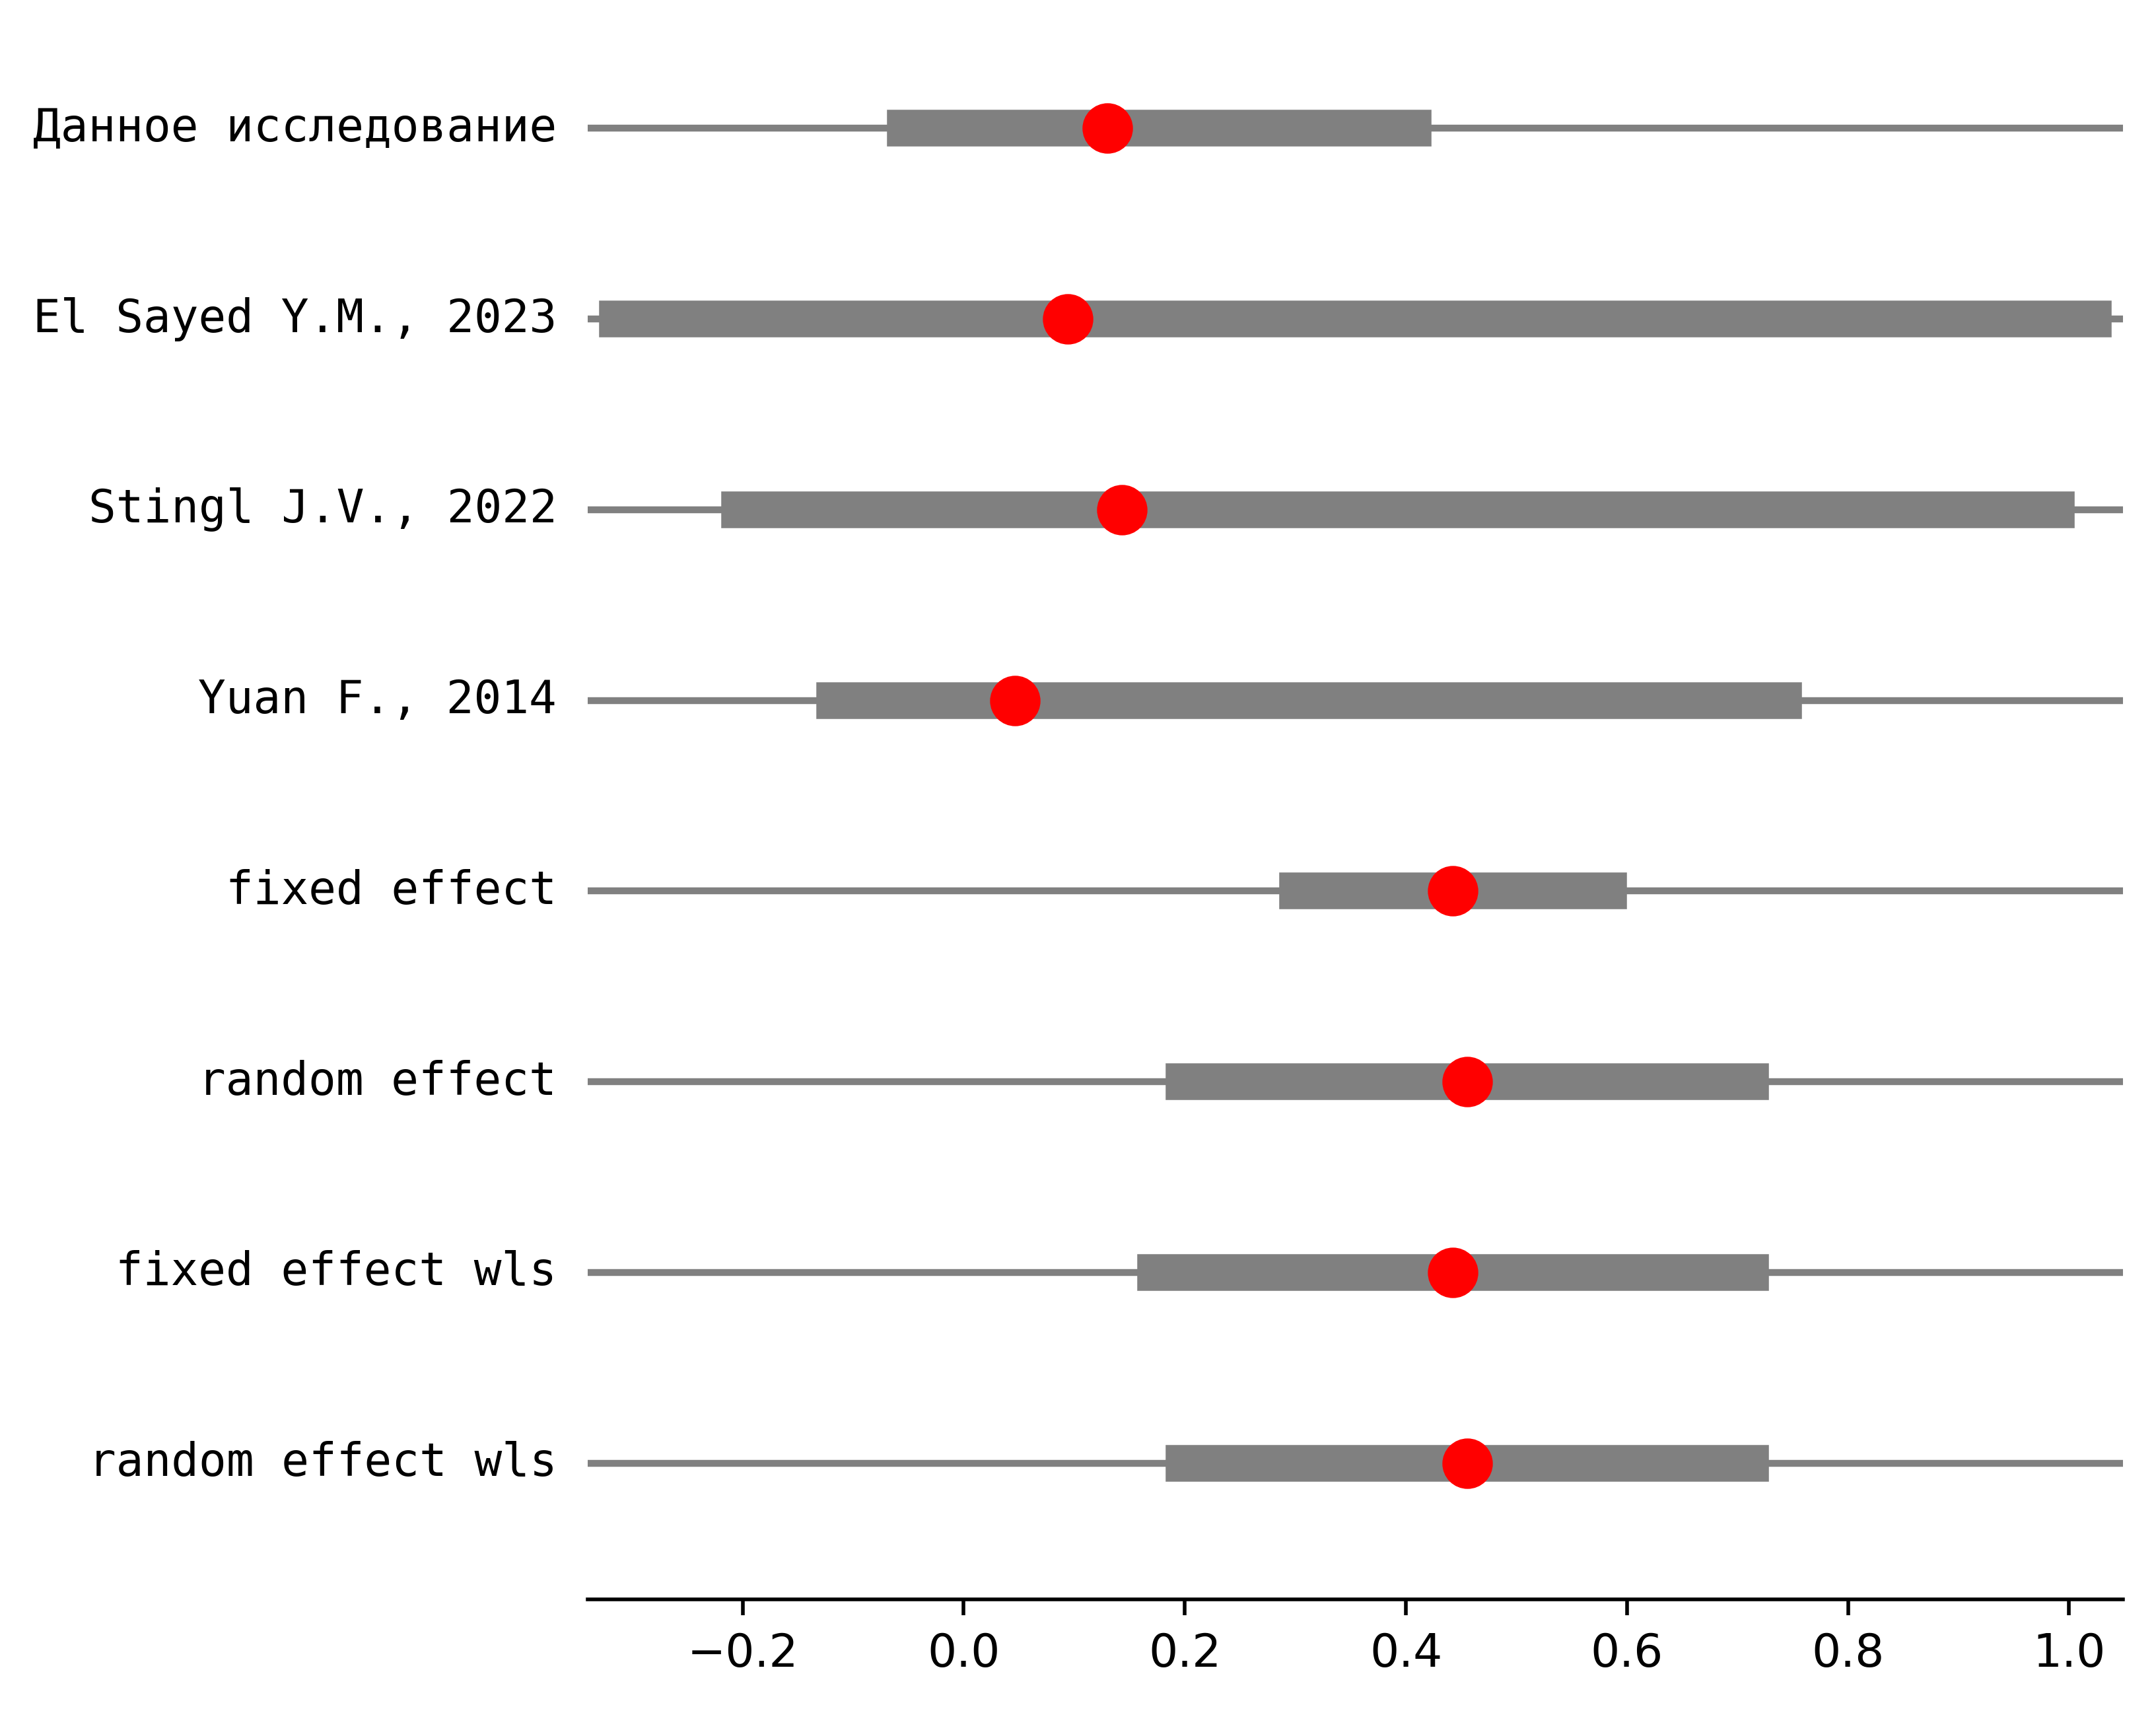 Данное исследование
El Sayed Y.M., 2023
Stingl J.V., 2022
Yuan F., 2014
fixed effect
random effect
fixed effect wls
random effect wls
−0.2 0.0 0.2 0.4 0.6 0.8 1.0